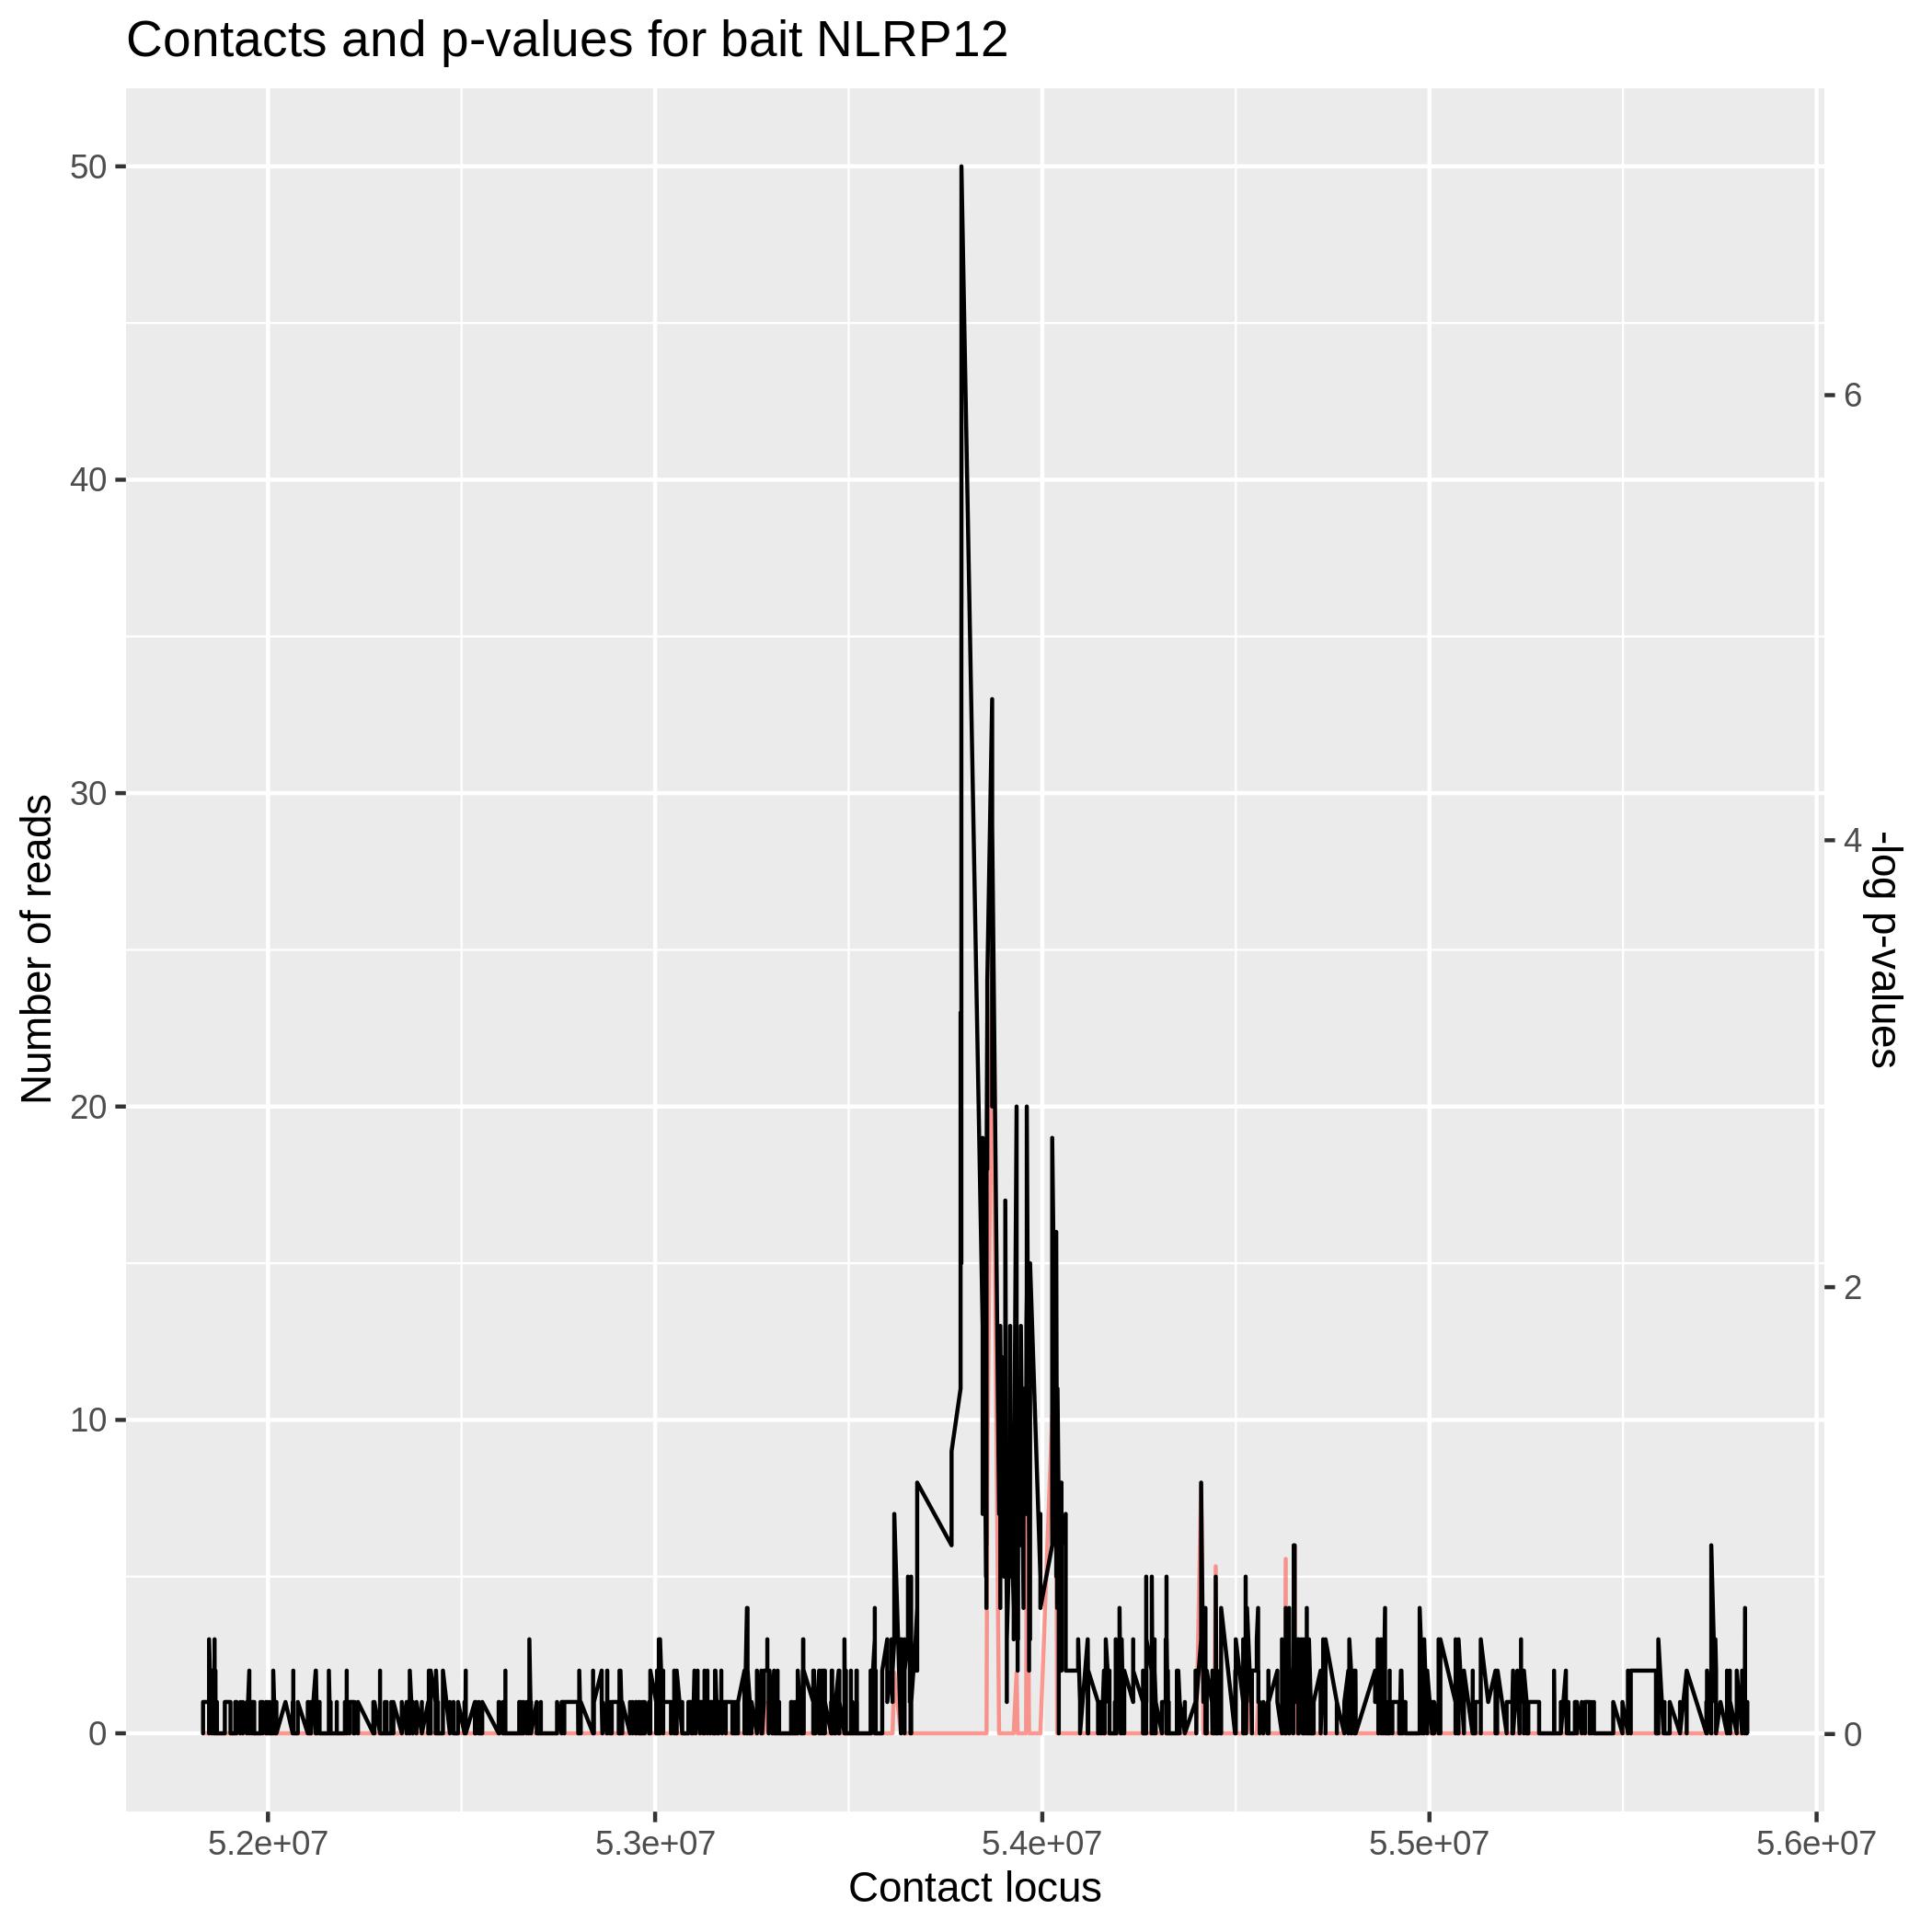 Contacts and p-values for bait NLRP12
50
40
30
20
10
0
Number of reads
6
4
2
0
-log p-values
5.2e+07
5.3e+07
5.4e+07
5.5e+07
5.6e+07
Contact locus